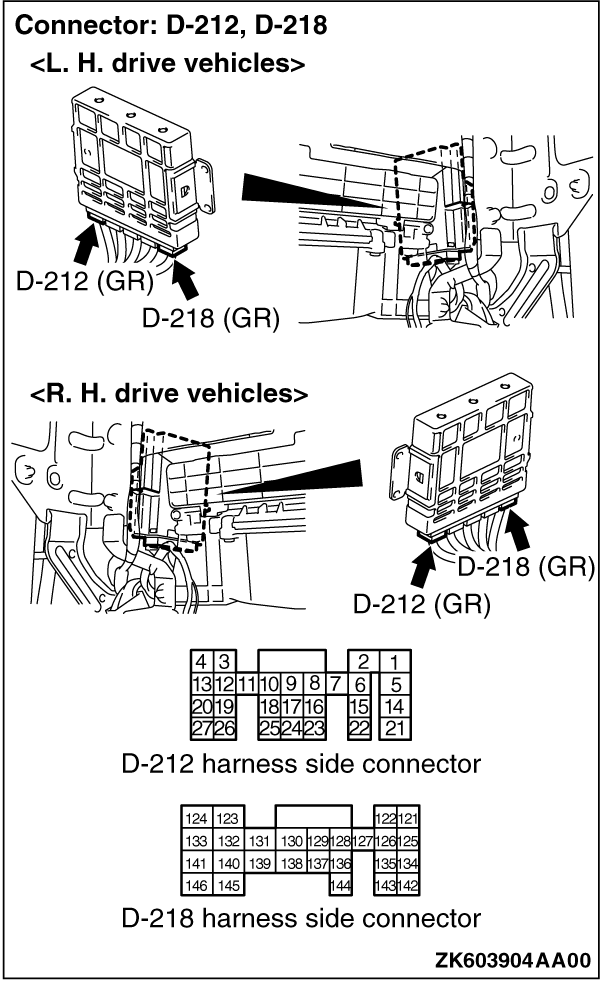 Connector: D-212, D-218
<L. H. drive vehicles>
D-212 (GR)
D-218 (GR)
<R. H. drive vehicles>
D-218 (GR)
D-212 (GR)
4 3 2 1
13 12 11 10 9 8 7 6 5
20 19 18 17 16 15 14
27 26 25 24 23 22 21
D-212 harness side connector
124 123 122 121
133 132 131 130 129 128 127 126 125
141 140 139 138 137 136 135 134
146 145 144 143 142
D-218 harness side connector
ZK603904AA00